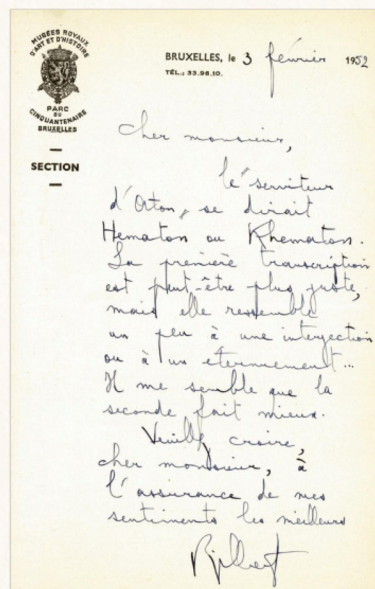 MUSÉES ROYAUX
D'ART ET D'HISTOIRE
PARC
DU
CINQUANTENAIRE
BRUXELLES
SECTION
BRUXELLES, le 3 février 1952
TÉL.: 33.96.10.
Cher monsieur,
le "serviteur
d'Aton" se dirait
Hematon ou Khematon.
La première transcription
est peut-être plus juste,
mais elle ressemble
un peu à une interjection
ou à un éternuement...
Il me semble que la
seconde fait mieux.
Veuillez croire,
cher monsieur, à
l'assurance de mes
sentiments les meilleurs